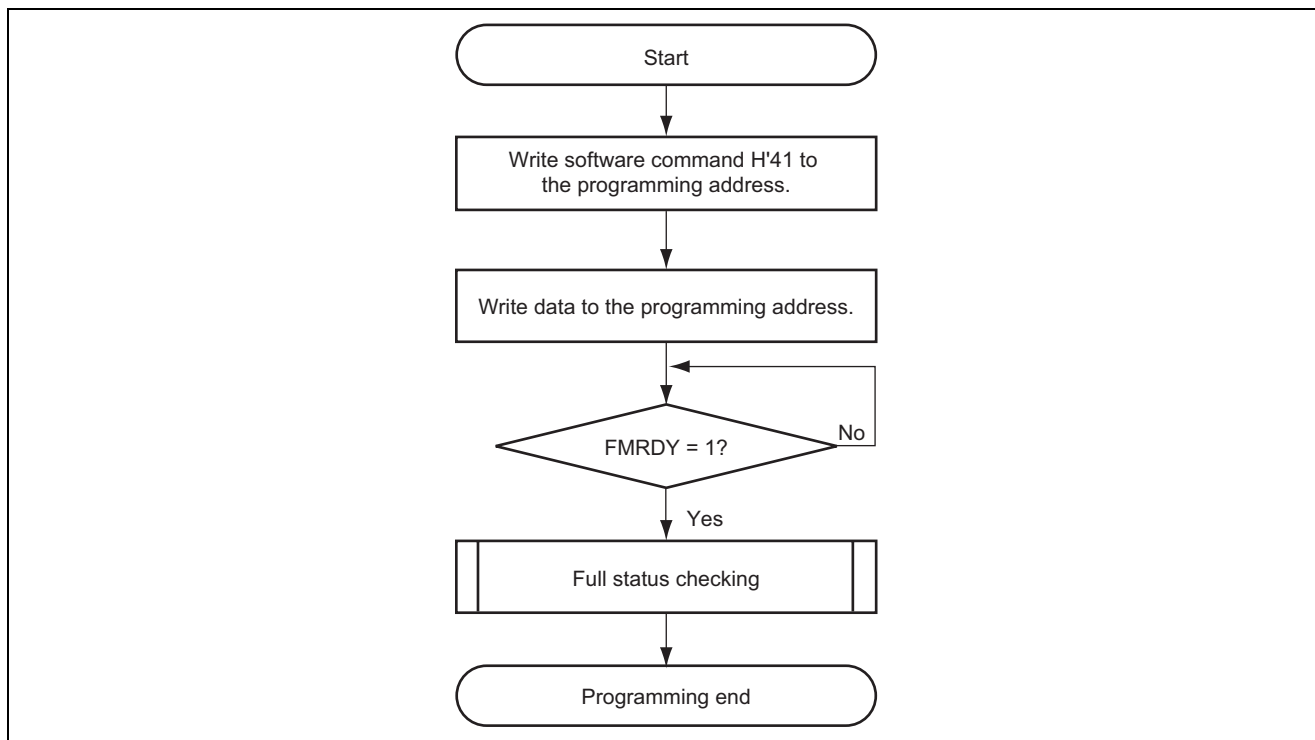 Start
Write software command H'41 to
the programming address.
Write data to the programming address.
FMRDY = 1?
No
Yes
Full status checking
Programming end